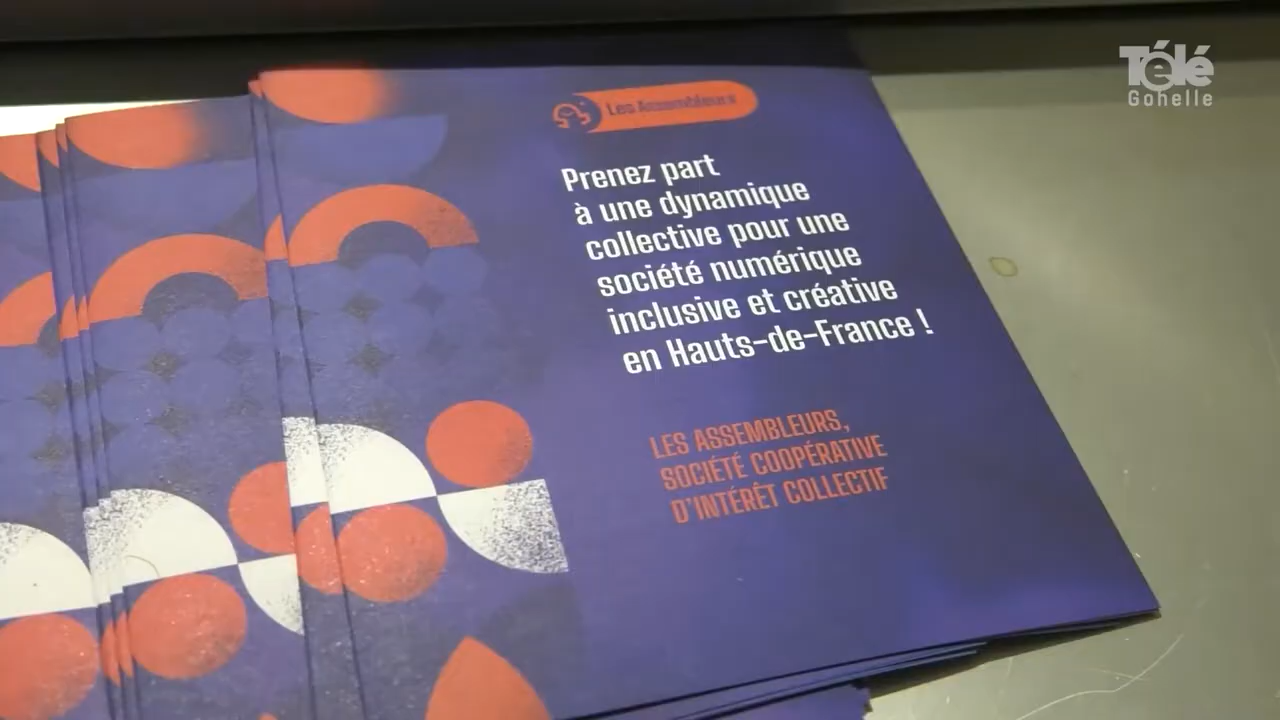 Télé
Gohelle
Les Assembleurs
Prenez part
à une dynamique
collective pour une
société numérique
inclusive et créative
en Hauts-de-France !
LES ASSEMBLEURS,
SOCIÉTÉ COOPÉRATIVE
D'INTÉRÊT COLLECTIF